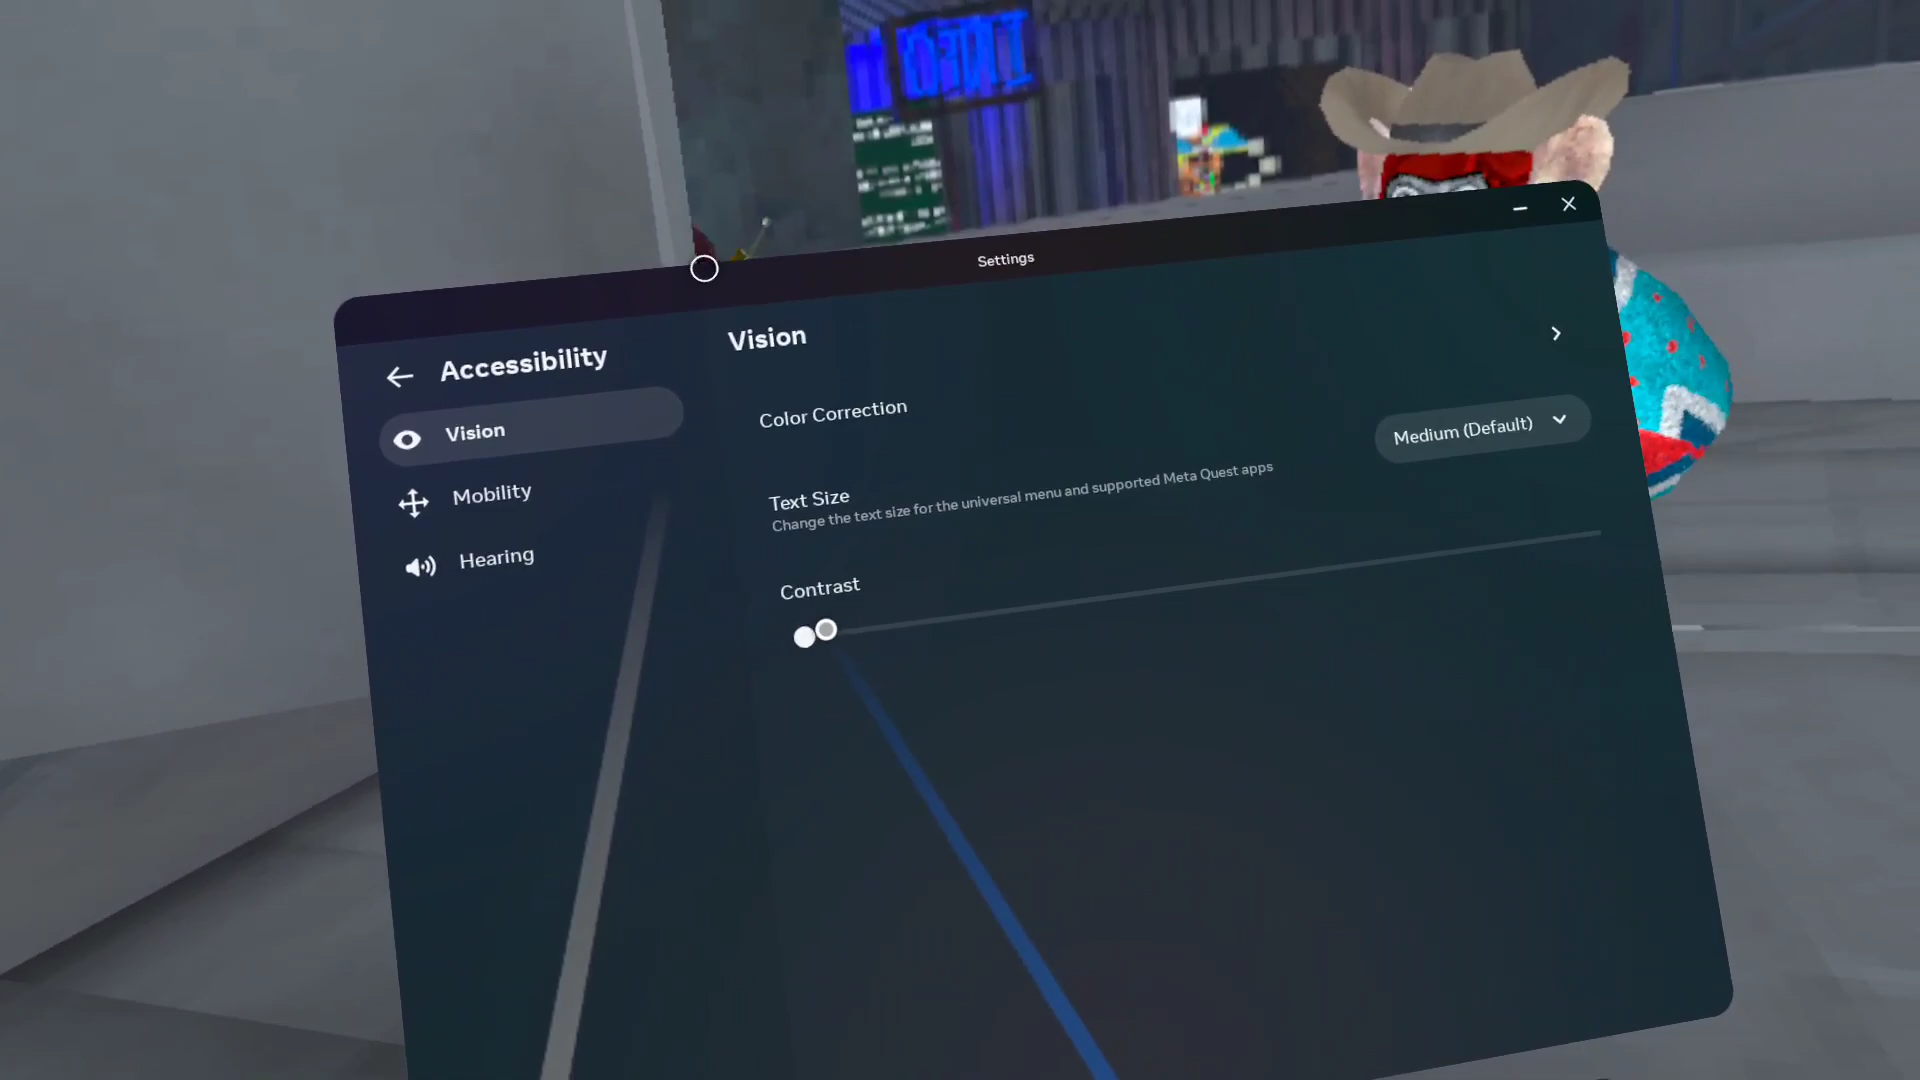 Settings
Accessibility
Vision
Mobility
Hearing
Vision
Color Correction
Text Size
Change the text size for the universal menu and supported Meta Quest apps
Medium (Default)
Contrast